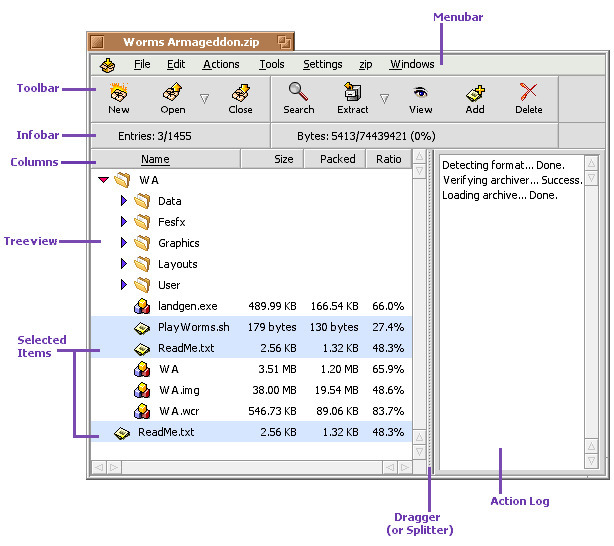 Menubar
Worms Armageddon.zip
File Edit Actions Tools Settings zip Windows
Toolbar
New Open Close Search Extract View Add Delete
Infobar
Entries: 3/1455 Bytes: 5413/74439421 (0%)
Columns
Name Size Packed Ratio
Detecting format... Done.
Verifying archiver... Success.
Loading archive... Done.
WA
Data
Fesfx
Treeview
Graphics
Layouts
User
landgen.exe 489.99 KB 166.54 KB 66.0%
PlayWorms.sh 179 bytes 130 bytes 27.4%
Selected
Items
ReadMe.txt 2.56 KB 1.32 KB 48.3%
WA 3.51 MB 1.20 MB 65.9%
WA.img 38.00 MB 19.54 MB 48.6%
WA.wcr 546.73 KB 89.06 KB 83.7%
ReadMe.txt 2.56 KB 1.32 KB 48.3%
Action Log
Dragger
(or Splitter)